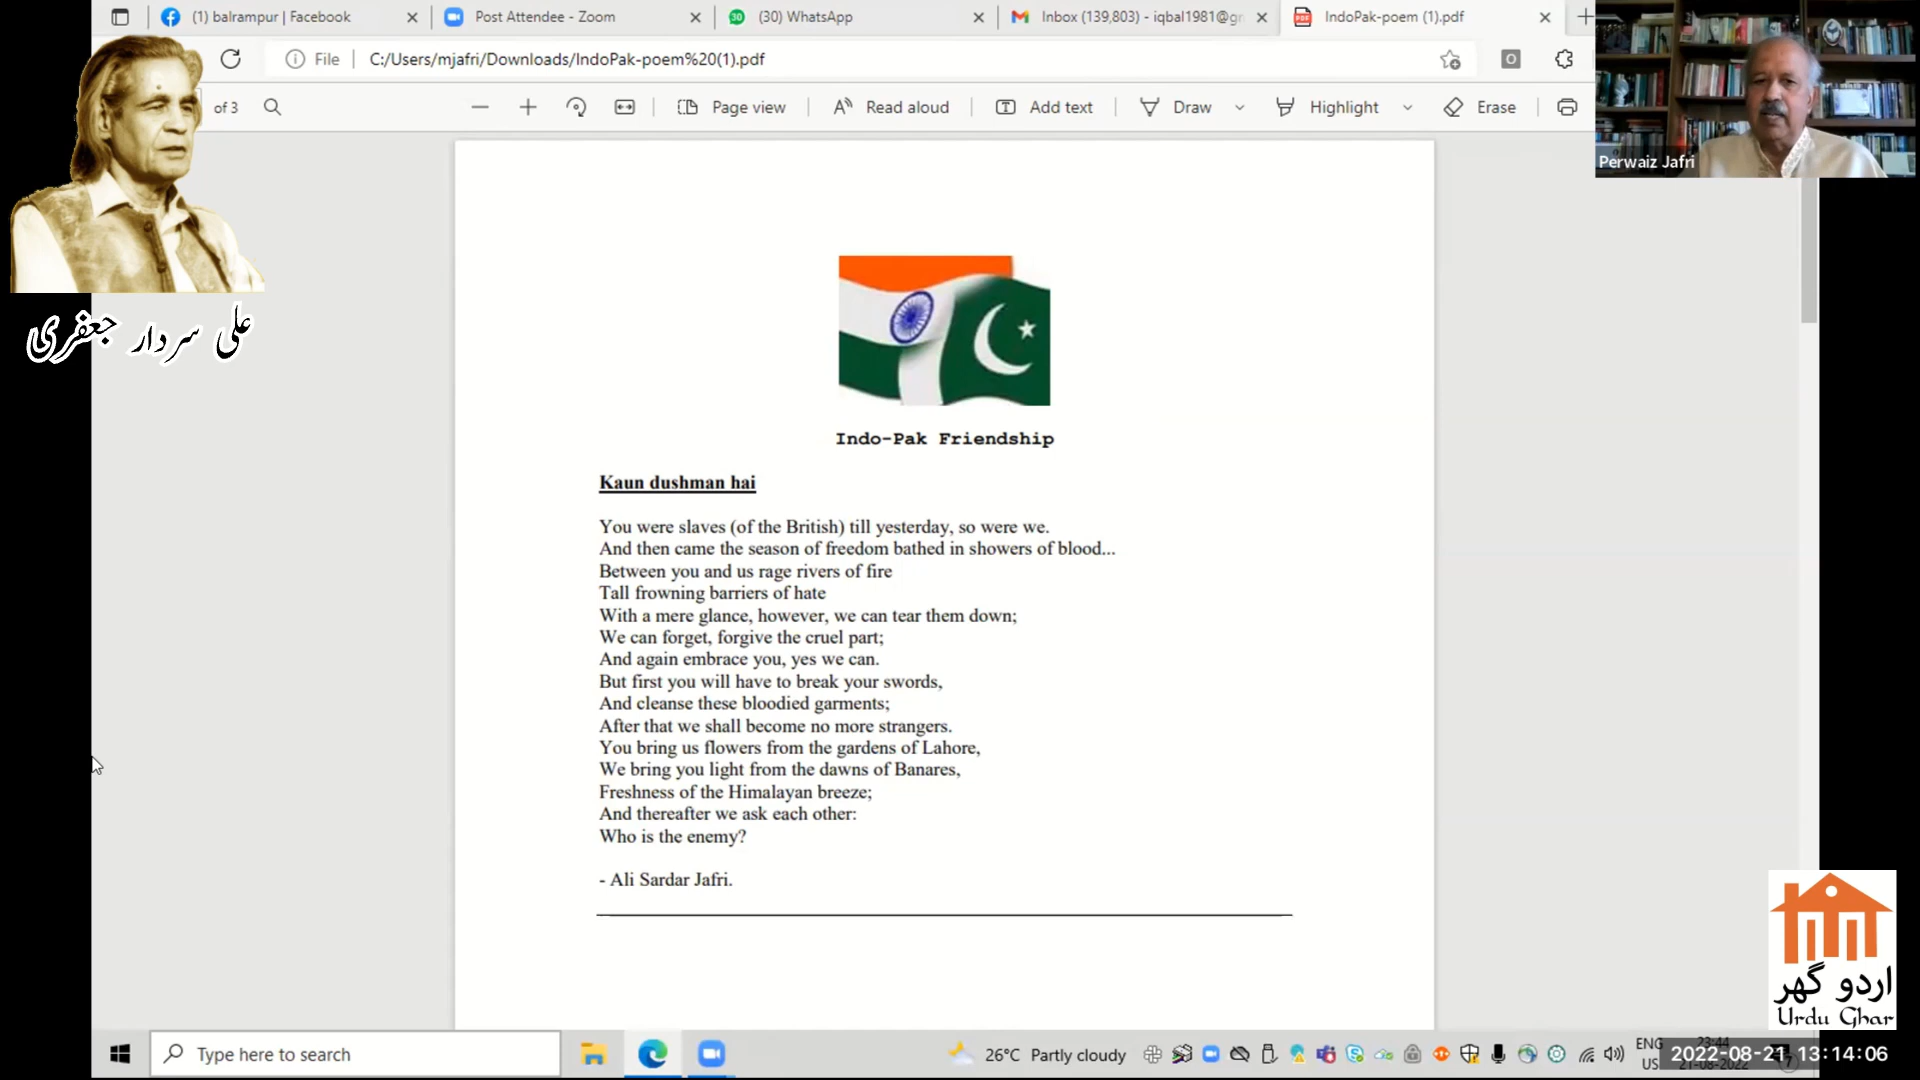 (1) balrampur | Facebook
Post Attendee - Zoom
(30) WhatsApp
Inbox (139,803) - iqbal1981@g
IndoPak-poem (1).pdf
File
C:/Users/mjafri/Downloads/IndoPak-poem%20(1).pdf
of 3
Page view
Read aloud
Add text
Draw
Highlight
Erase
Perwaiz Jafri
علی سردار جعفری
Indo-Pak Friendship
Kaun dushman hai
You were slaves (of the British) till yesterday, so were we.
And then came the season of freedom bathed in showers of blood...
Between you and us rage rivers of fire
Tall frowning barriers of hate
With a mere glance, however, we can tear them down;
We can forget, forgive the cruel part;
And again embrace you, yes we can.
But first you will have to break your swords,
And cleanse these bloodied garments;
After that we shall become no more strangers.
You bring us flowers from the gardens of Lahore,
We bring you light from the dawns of Banares,
Freshness of the Himalayan breeze;
And thereafter we ask each other:
Who is the enemy?
- Ali Sardar Jafri.
اردو گھر
Urdu Ghar
Type here to search
26°C Partly cloudy
ENG
US
23:44
21-08-2022
2022-08-21 13:14:06